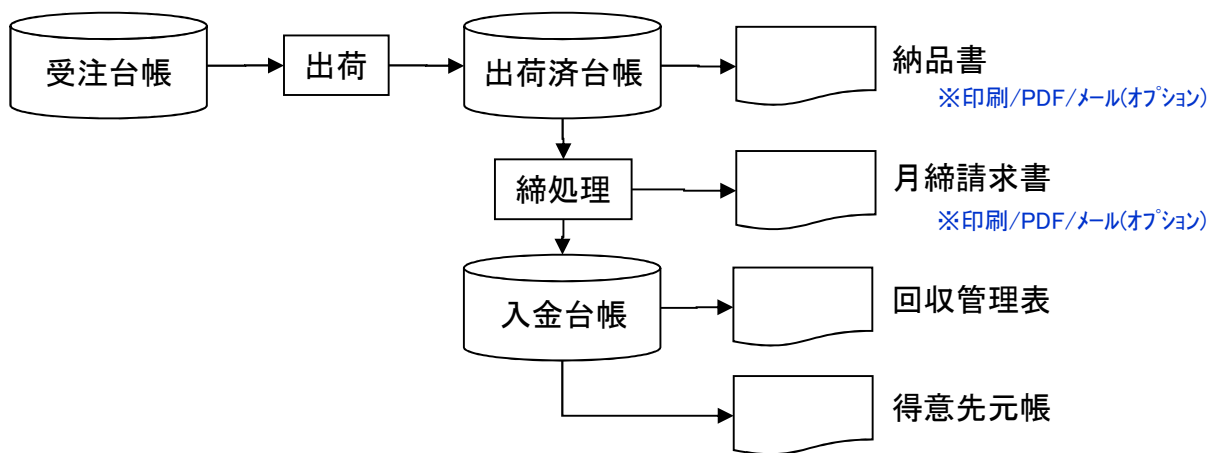 受注台帳
出荷
出荷済台帳
納品書
※印刷/PDF/メール(オプション)
締処理
月締請求書
※印刷/PDF/メール(オプション)
入金台帳
回収管理表
得意先元帳